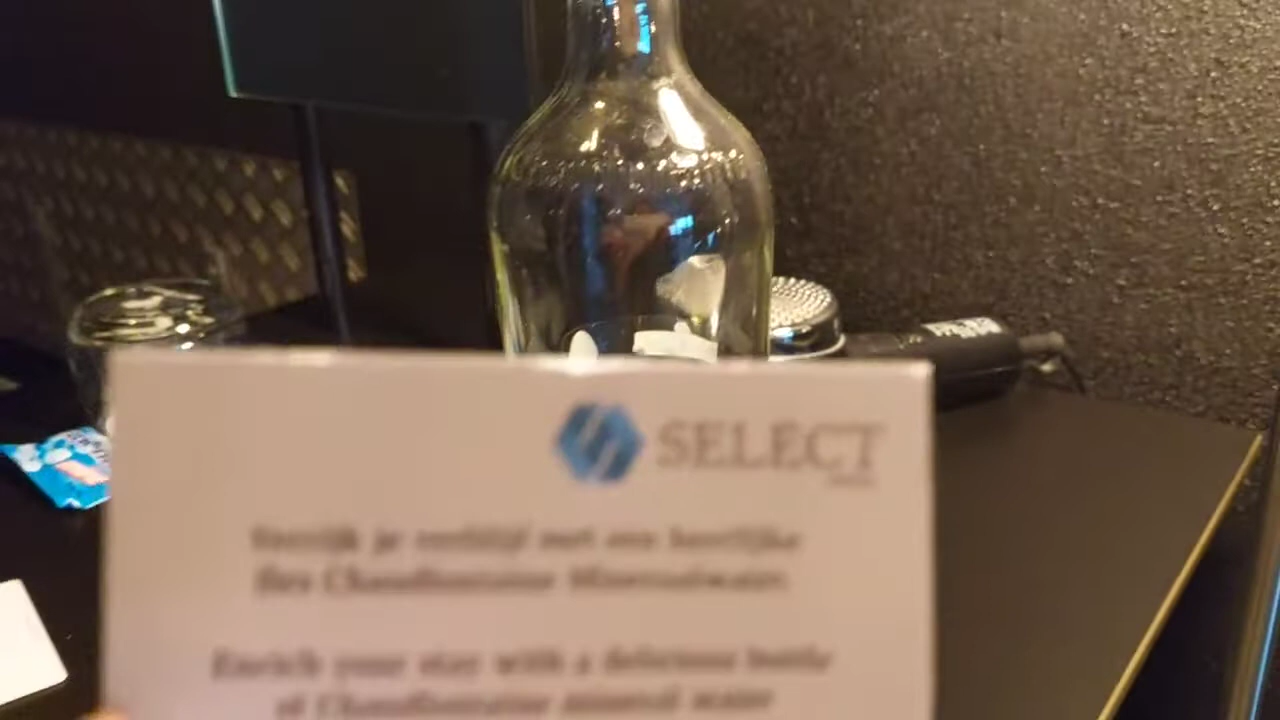 SELECT
Verrijk je verblijf met een heerlijke
fles Chaudfontaine Mineraalwater.
Enrich your stay with a delicious bottle
of Chaudfontaine mineral water